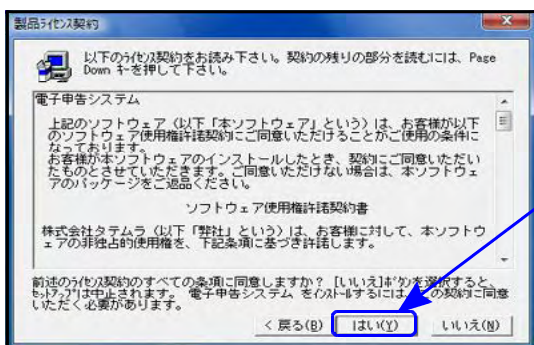 製品ﾗｲｾﾝｽ契約
以下のﾗｲｾﾝｽ契約をお読み下さい。契約の残りの部分を読むには、Page
Down キーを押して下さい。
電子申告システム
上記のソフトウェア（以下「本ソフトウェア」という）は、お客様が以下
のソフトウェア使用権許諾契約にご同意いただけることがご使用の条件に
なっております。
お客様が本ソフトウェアのインストールしたとき、契約にご同意いただい
たものとさせていただきます。ご同意いただけない場合は、本ソフトウェ
アのパッケージをご返品ください。
ソフトウェア使用権許諾契約書
株式会社タテムラ（以下「弊社」という）は、お客様に対して、本ソフトウ
ェアの非独占的使用権を、下記条項に基づき許諾します。
前述のﾗｲｾﾝｽ契約のすべての条項に同意しますか？ [いいえ]ﾎﾞﾀﾝを選択すると、
ｾｯﾄｱｯﾌﾟは中止されます。 電子申告システム をｲﾝｽﾄｰﾙするには、この契約に同意
いただく必要があります。
< 戻る(B) はい(Y) いいえ(N)